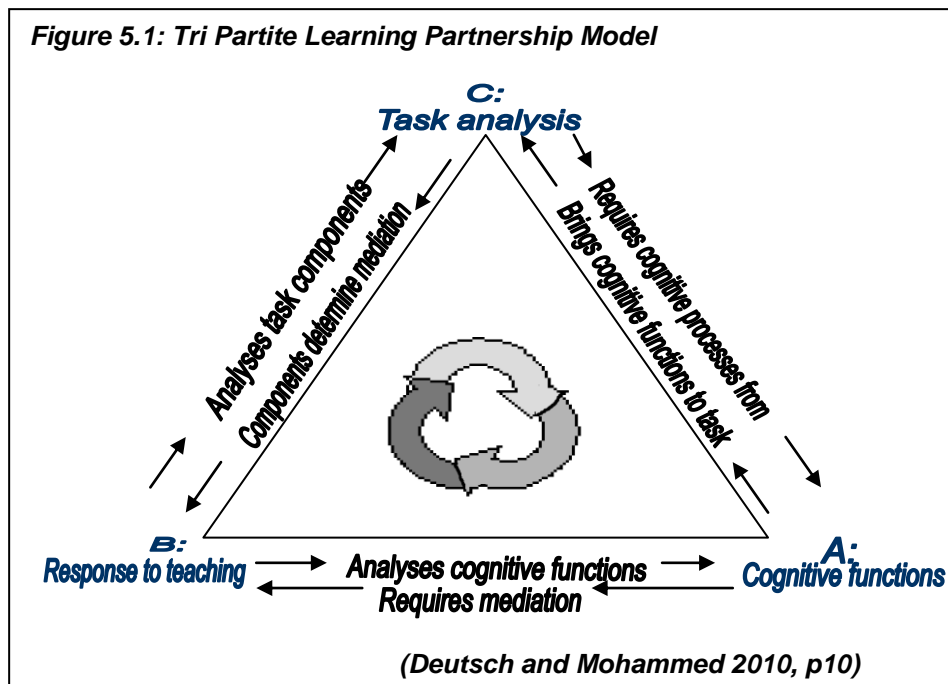 Figure 5.1: Tri Partite Learning Partnership Model
C:
Task analysis
Analyses task components
Components determine mediation
Brings cognitive functions to task
Requires cognitive processes from
B:
Response to teaching
Analyses cognitive functions
Requires mediation
A:
Cognitive functions
(Deutsch and Mohammed 2010, p10)